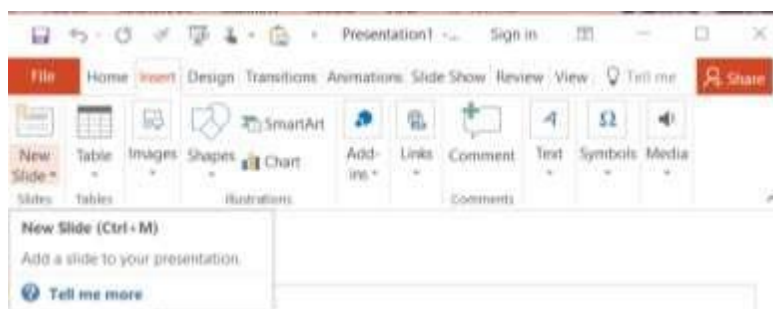 Presentation1 -... Sign in
File Home Insert Design Transitions Animations Slide Show Review View Tell me Share
SmartArt
New Table Images Shapes Chart Add- Links Comment Text Symbols Media
Slide ins
Slides Tables Illustrations Comments
New Slide (Ctrl+M)
Add a slide to your presentation.
Tell me more